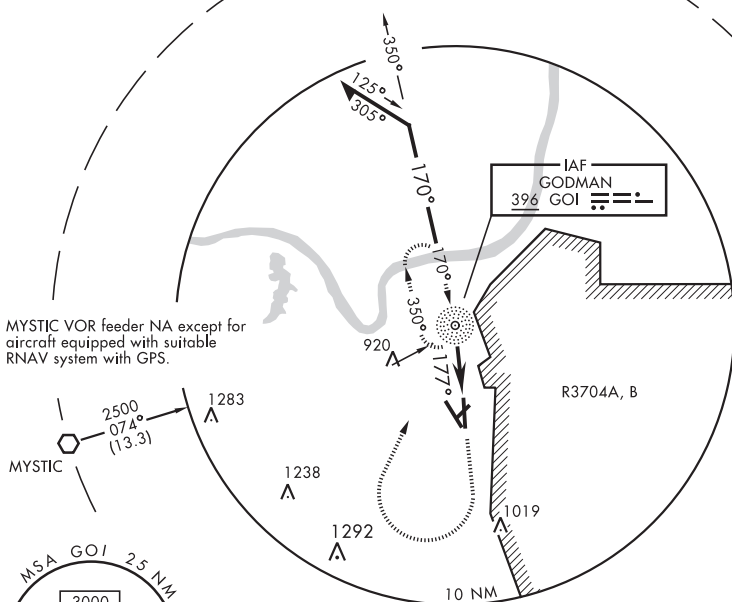 350°
125°
305°
170°
IAF
GODMAN
396 GOI
170°
350°
MYSTIC VOR feeder NA except for
aircraft equipped with suitable
RNAV system with GPS.
920
177°
R3704A, B
2500
074°
(13.3)
1283
MYSTIC
1238
1019
1292
MSA GOI 25 NM
10 NM
3000